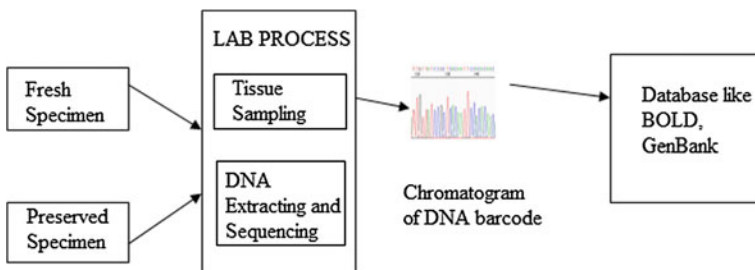 Fresh
Specimen
Preserved
Specimen
LAB PROCESS
Tissue
Sampling
DNA
Extracting and
Sequencing
Chromatogram
of DNA barcode
Database like
BOLD,
GenBank